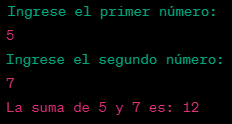 Ingrese el primer número:
5
Ingrese el segundo número:
7
La suma de 5 y 7 es: 12